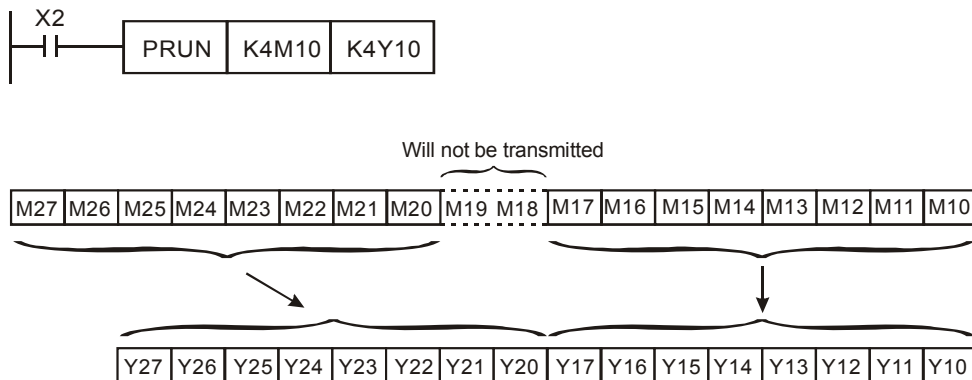 X2
PRUN K4M10 K4Y10
Will not be transmitted
M27 M26 M25 M24 M23 M22 M21 M20 M19 M18 M17 M16 M15 M14 M13 M12 M11 M10
Y27 Y26 Y25 Y24 Y23 Y22 Y21 Y20 Y17 Y16 Y15 Y14 Y13 Y12 Y11 Y10